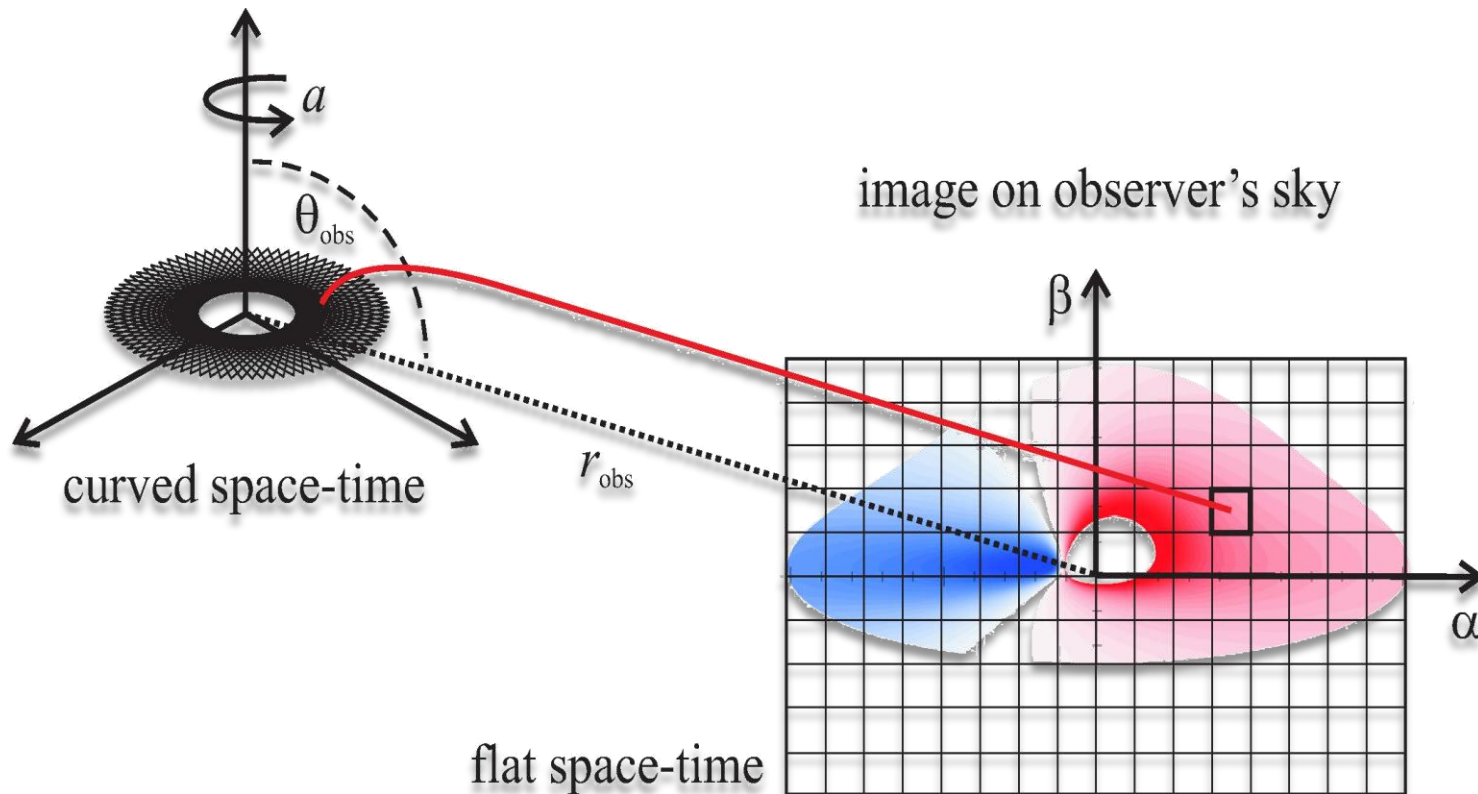 a
θobs
image on observer’s sky
β
robs
curved space-time
α
flat space-time